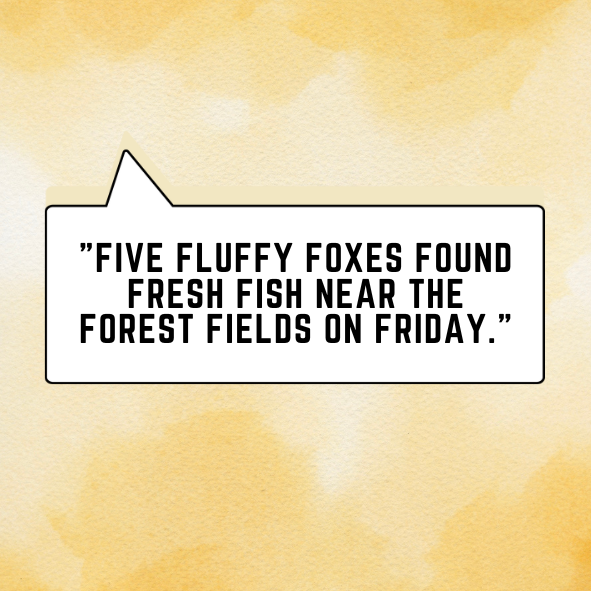 ”FIVE FLUFFY FOXES FOUND
FRESH FISH NEAR THE
FOREST FIELDS ON FRIDAY.”